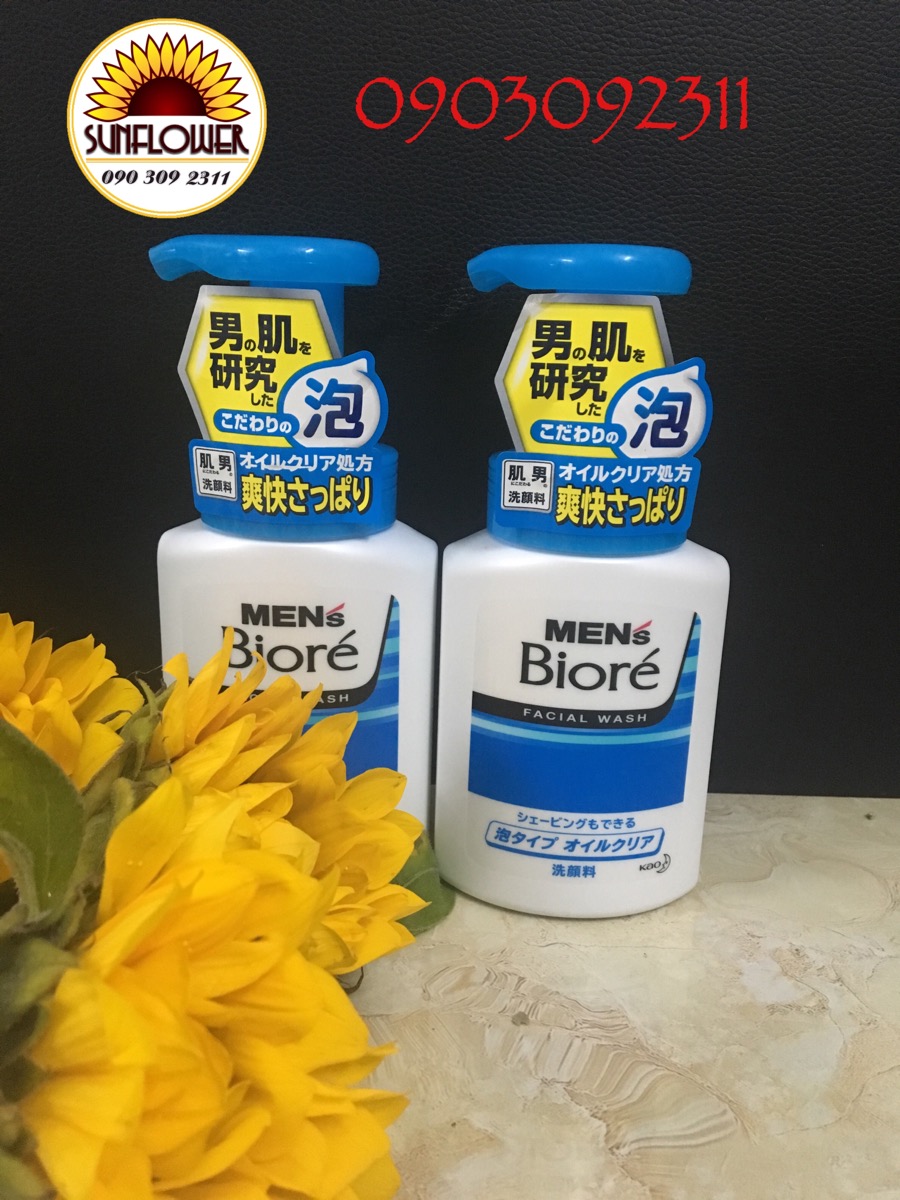 SUNFLOWER
090 309 2311
0903092311
男の肌を
研究した
こだわりの
泡
肌男
洗顔料
オイルクリア処方
爽快さっぱり
MEN's
Bioré
ASH
男の肌を
研究した
こだわりの
泡
肌男
洗顔料
オイルクリア処方
爽快さっぱり
MEN's
Bioré
FACIAL WASH
シェービングもできる
泡タイプ オイルクリア
洗顔料
Kao